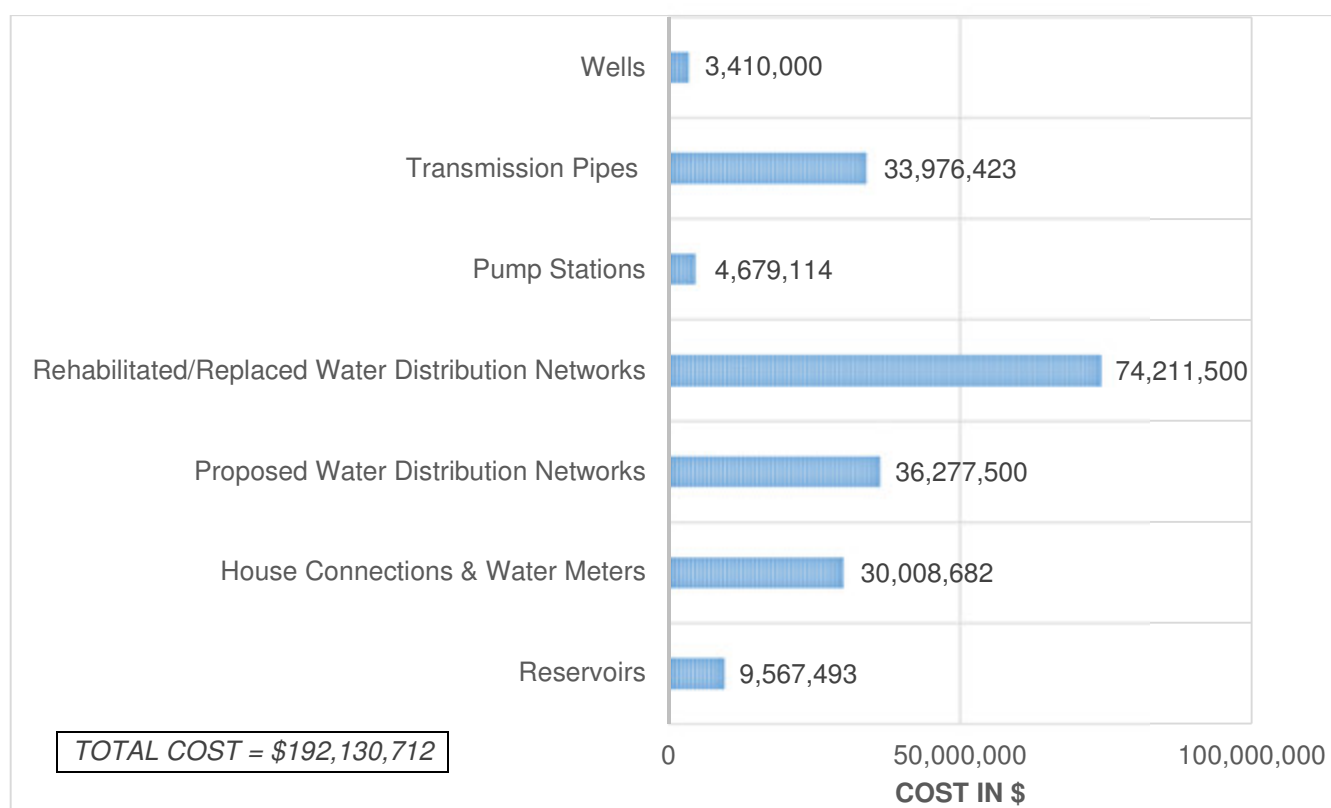 Wells 3,410,000
Transmission Pipes 33,976,423
Pump Stations 4,679,114
Rehabilitated/Replaced Water Distribution Networks 74,211,500
Proposed Water Distribution Networks 36,277,500
House Connections & Water Meters 30,008,682
Reservoirs 9,567,493
TOTAL COST = $192,130,712
0 50,000,000 100,000,000
COST IN $